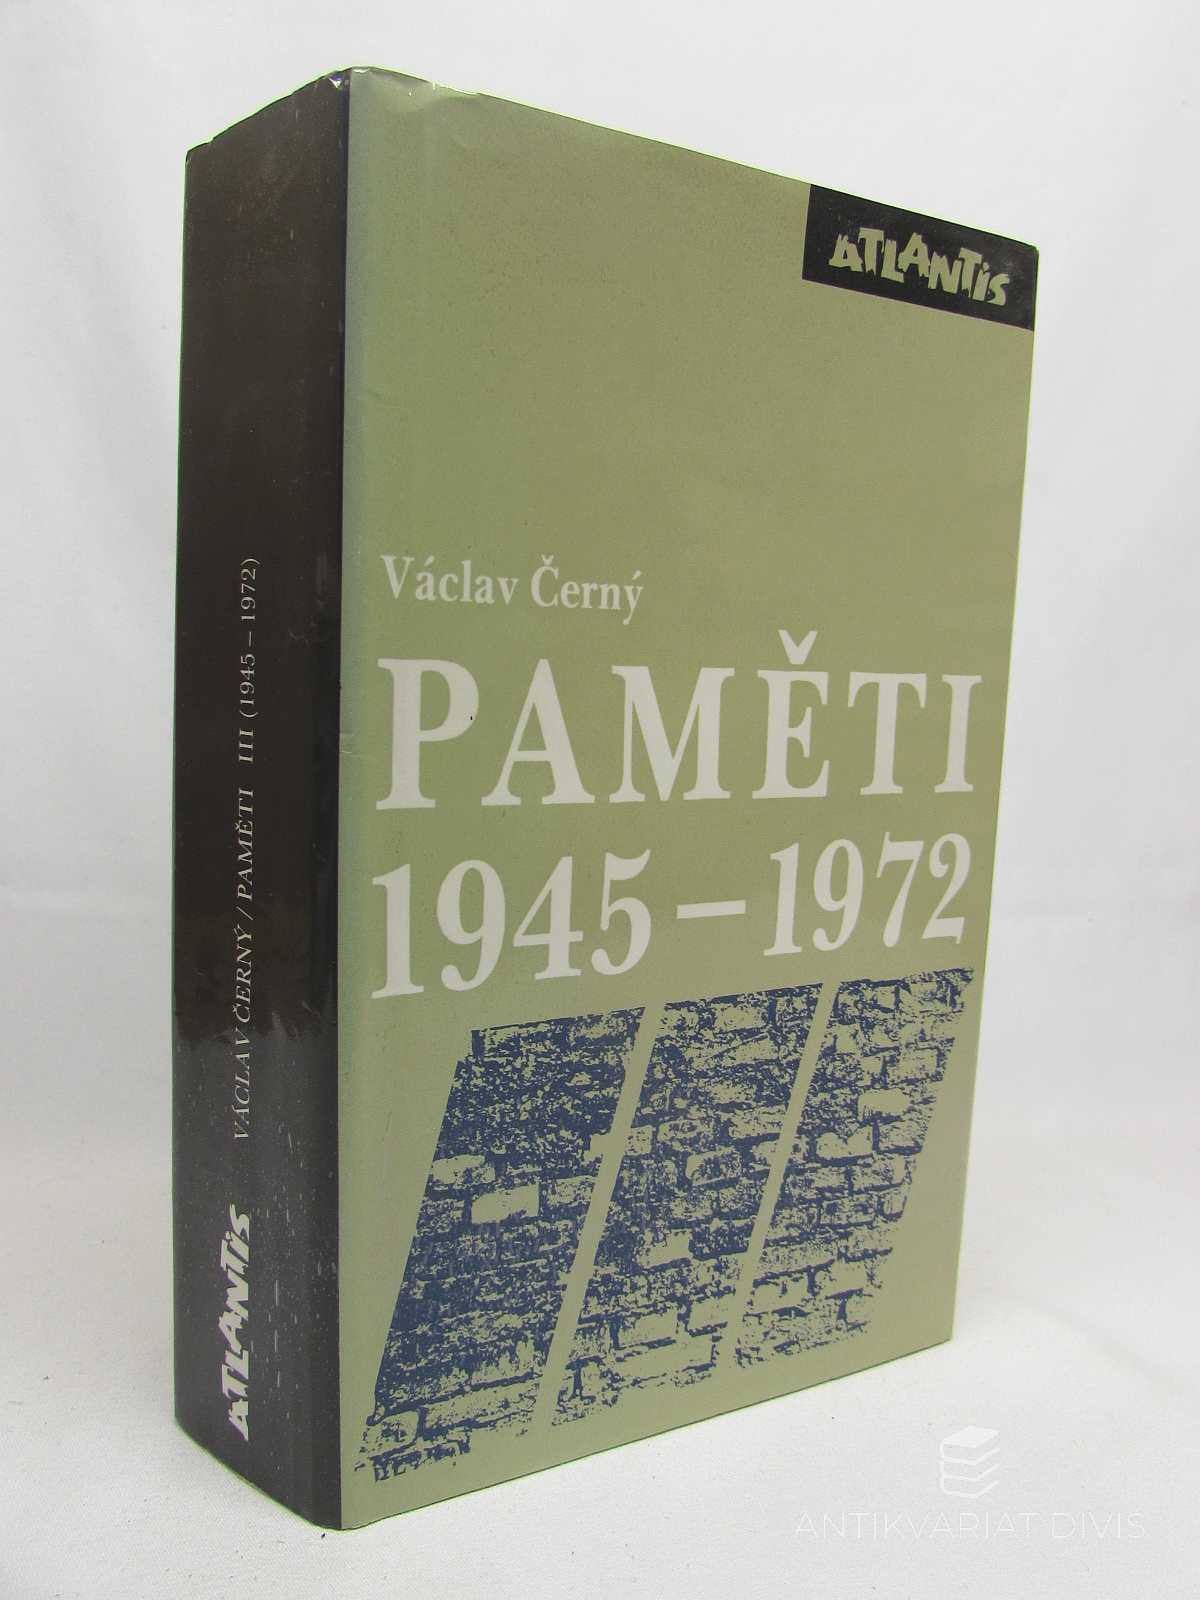 ATLANTIS
Václav Černý
PAMĚTI
1945 – 1972
VÁCLAV ČERNÝ / PAMĚTI III (1945 – 1972)
ATLANTIS
ANTIKVARIAT DIVIS